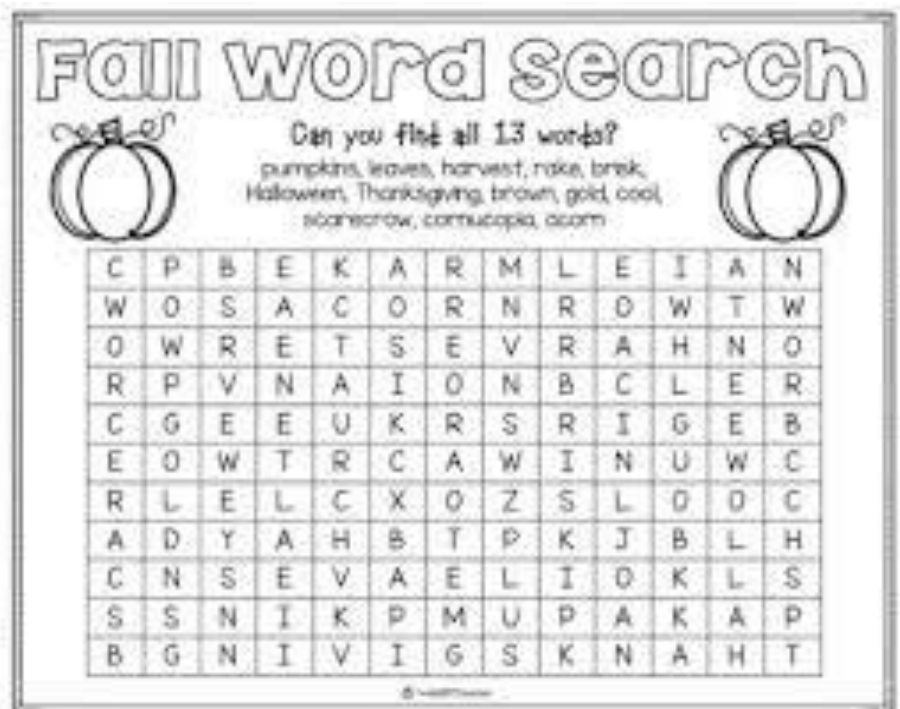 Fall Word Search
Can you find all 13 words?
pumpkins, leaves, harvest, rake, brisk,
Halloween, Thanksgiving, brown, gold, cool,
scarecrow, cornucopia, acorn
C P B E K A R M L E I A N
W O S A C O R N R O W T W
O W R E T S E V R A H N O
R P V N A I O N B C L E R
C G E E U K R S R I G E B
E O W T R C A W I N U W C
R L E L C X O Z S L O O C
A D Y A H B T P K J B L H
C N S E V A E L I O K L S
S S N I K P M U P A K A P
B G N I V I G S K N A H T